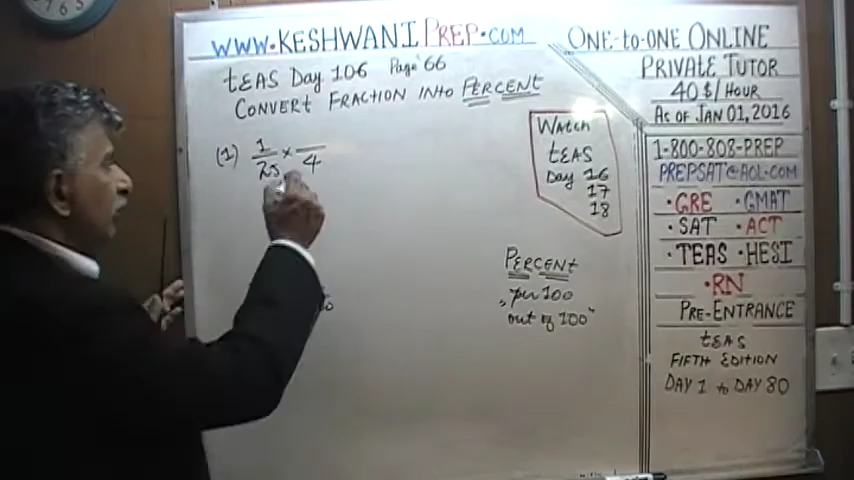 WWW.KESHWANIPREP.COM
TEAS Day 106 Page 66
CONVERT FRACTION INTO PERCENT
(1) 1/25 × /4
WATCH
TEAS
Day 16
17
18
PERCENT
"per 100
out of 100"
ONE-to-ONE ONLINE
PRIVATE TUTOR
40$/HOUR
AS OF JAN 01, 2016
1-800-808-PREP
PREPSAT@AOL.COM
•GRE •GMAT
•SAT •ACT
•TEAS •HESI
•RN
PRE-ENTRANCE
TEAS
FIFTH EDITION
DAY 1 to DAY 80